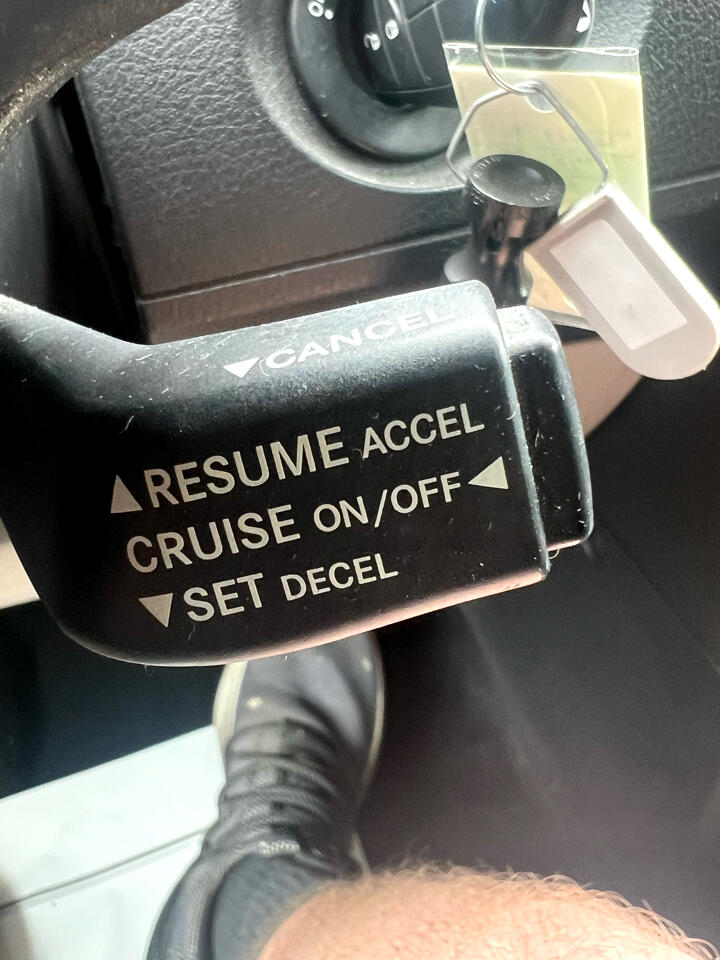 ▼CANCEL
▲RESUME ACCEL
CRUISE ON/OFF◀
▼SET DECEL